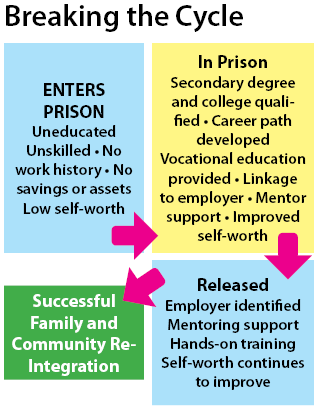 Breaking the Cycle
ENTERS
PRISON
Uneducated
Unskilled • No
work history • No
savings or assets
Low self-worth
In Prison
Secondary degree
and college quali-
fied • Career path
developed
Vocational education
provided • Linkage
to employer • Mentor
support • Improved
self-worth
Released
Employer identified
Mentoring support
Hands-on training
Self-worth continues
to improve
Successful
Family and
Community Re-
Integration